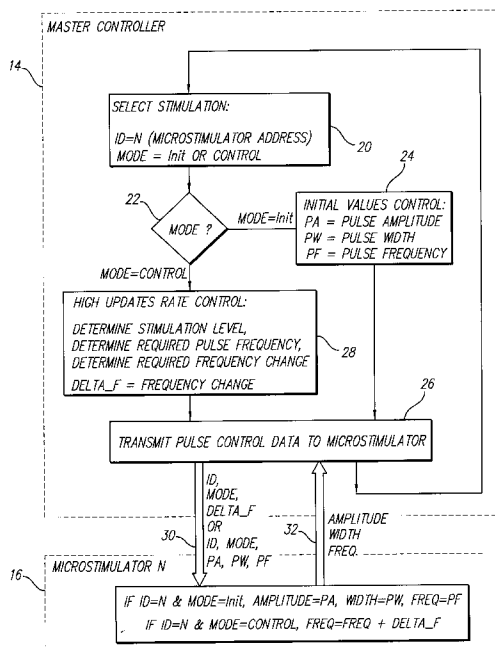 MASTER CONTROLLER
14
SELECT STIMULATION:
ID=N (MICROSTIMULATOR ADDRESS)
MODE = Init OR CONTROL
20
22
MODE ?
MODE=Init
24
INITIAL VALUES CONTROL:
PA = PULSE AMPLITUDE
PW = PULSE WIDTH
PF = PULSE FREQUENCY
MODE=CONTROL
HIGH UPDATES RATE CONTROL:
DETERMINE STIMULATION LEVEL,
DETERMINE REQUIRED PULSE FREQUENCY,
DETERMINE REQUIRED FREQUENCY CHANGE
DELTA_F = FREQUENCY CHANGE
28
26
TRANSMIT PULSE CONTROL DATA TO MICROSTIMULATOR
30
ID,
MODE,
DELTA_F
OR
ID, MODE,
PA, PW, PF
32
AMPLITUDE
WIDTH
FREQ.
16
MICROSTIMULATOR N
IF ID=N & MODE=Init, AMPLITUDE=PA, WIDTH=PW, FREQ=PF
IF ID=N & MODE=CONTROL, FREQ=FREQ + DELTA_F